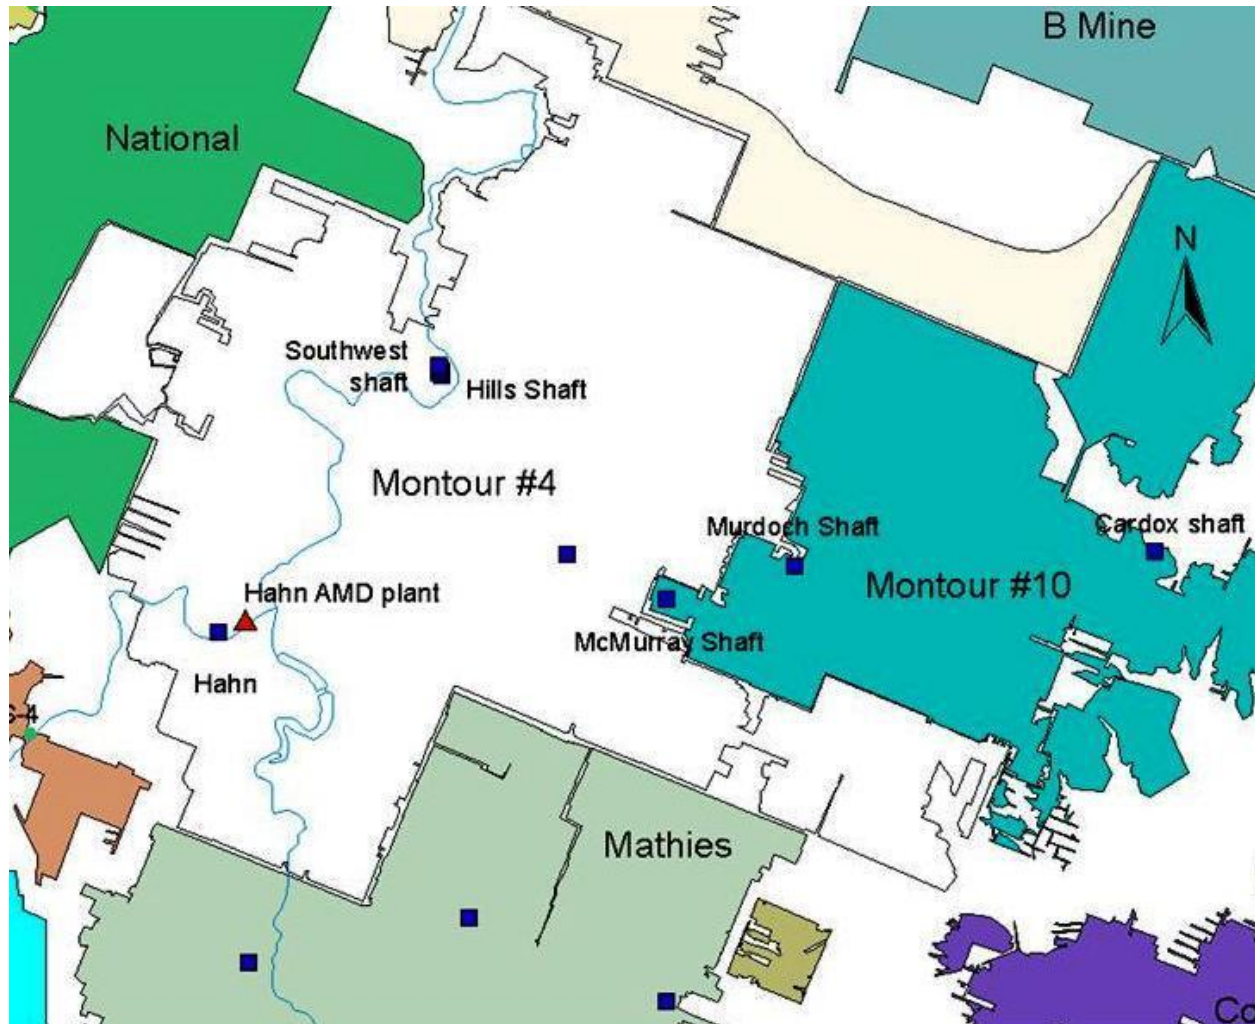 B Mine
National
N
Southwest
shaft
Hills Shaft
Montour #4
Murdoch Shaft
Cardox shaft
Montour #10
Hahn AMD plant
McMurray Shaft
Hahn
Mathies